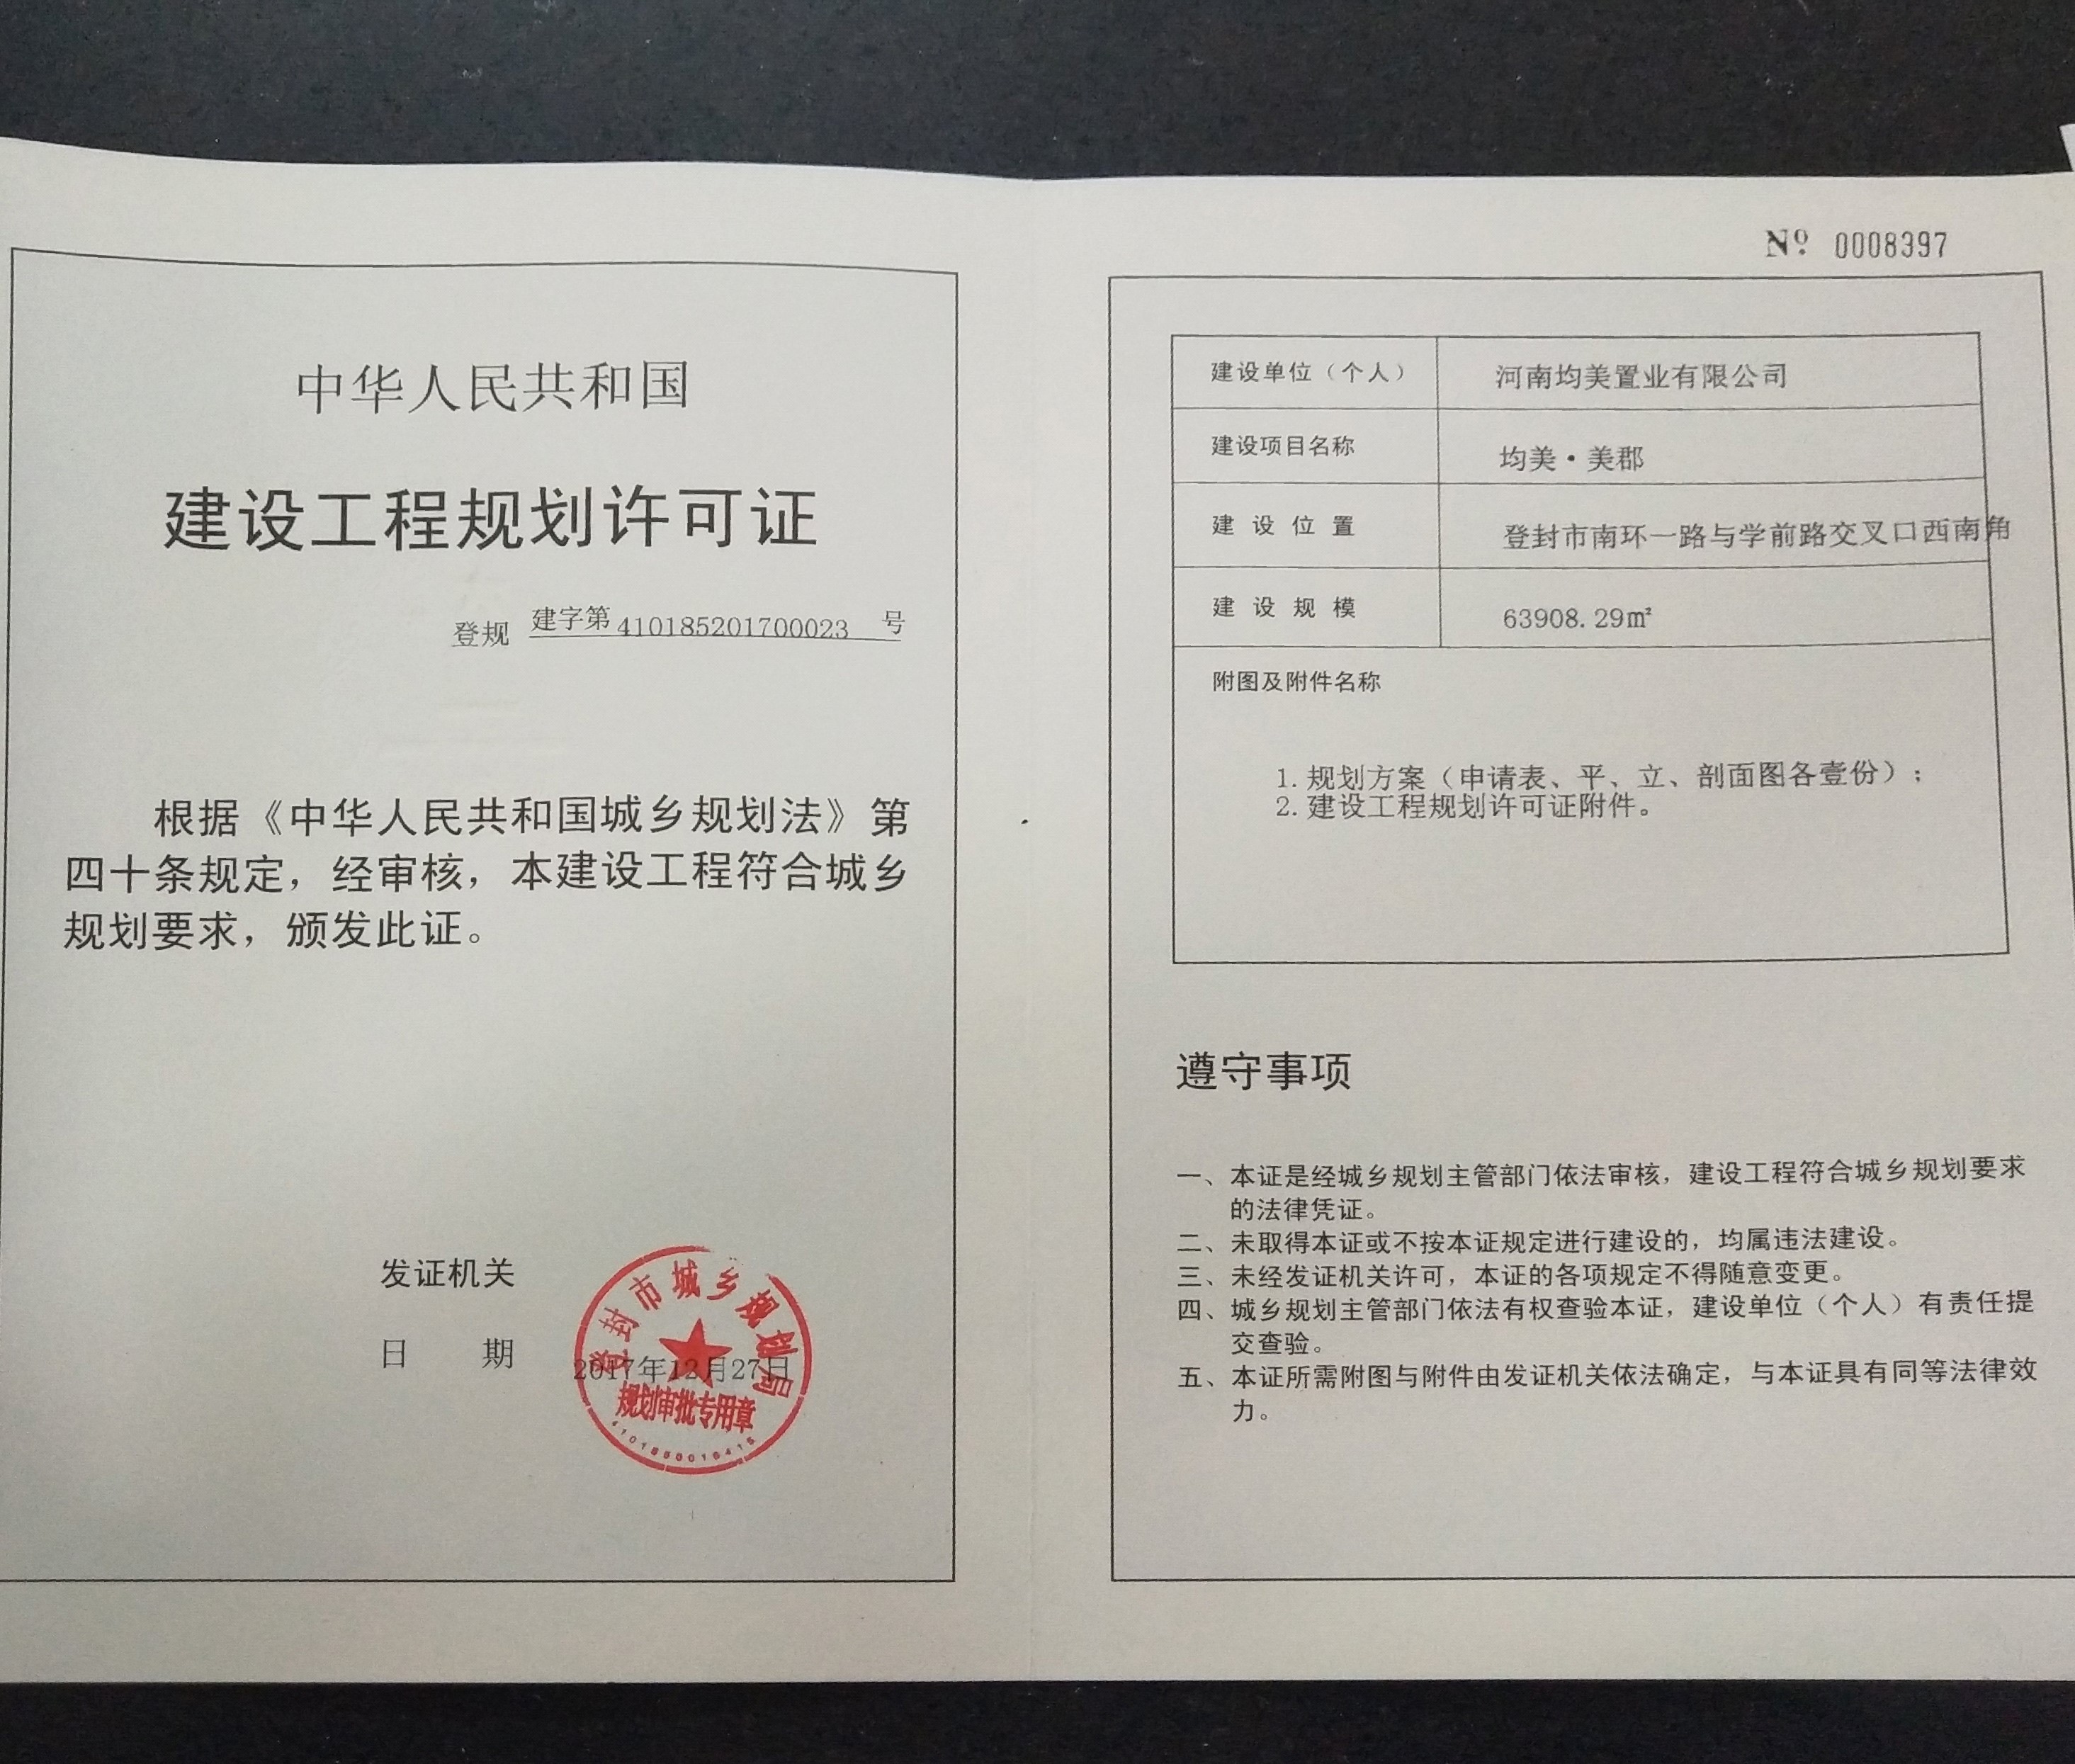 中华人民共和国
建设工程规划许可证
登规 建字第 410185201700023 号
根据《中华人民共和国城乡规划法》第
四十条规定，经审核，本建设工程符合城乡
规划要求，颁发此证。
发证机关
日 期 2017年12月27日
登封市城乡规划局
规划审批专用章
№ 0008397
建设单位（个人） 河南均美置业有限公司
建设项目名称 均美·美郡
建设位置 登封市南环一路与学前路交叉口西南角
建设规模 63908.29㎡
附图及附件名称
1. 规划方案（申请表、平、立、剖面图各壹份）；
2. 建设工程规划许可证附件。
遵守事项
一、本证是经城乡规划主管部门依法审核，建设工程符合城乡规划要求
的法律凭证。
二、未取得本证或不按本证规定进行建设的，均属违法建设。
三、未经发证机关许可，本证的各项规定不得随意变更。
四、城乡规划主管部门依法有权查验本证，建设单位（个人）有责任提
交查验。
五、本证所需附图与附件由发证机关依法确定，与本证具有同等法律效
力。